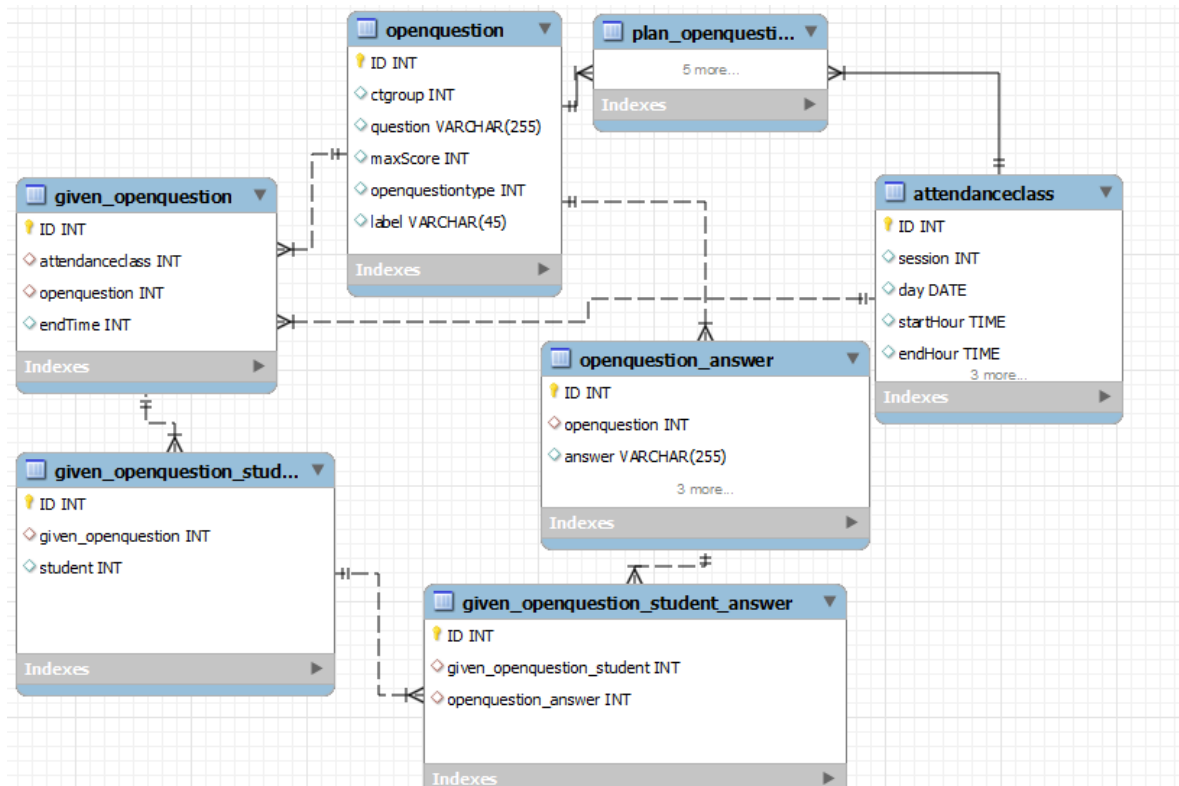 openquestion
ID INT
ctgroup INT
question VARCHAR(255)
maxScore INT
openquestiontype INT
label VARCHAR(45)
Indexes
plan_openquesti...
5 more...
Indexes
given_openquestion
ID INT
attendanceclass INT
openquestion INT
endTime INT
Indexes
attendanceclass
ID INT
session INT
day DATE
startHour TIME
endHour TIME
3 more...
Indexes
openquestion_answer
ID INT
openquestion INT
answer VARCHAR(255)
3 more...
Indexes
given_openquestion_stud...
ID INT
given_openquestion INT
student INT
Indexes
given_openquestion_student_answer
ID INT
given_openquestion_student INT
openquestion_answer INT
Indexes